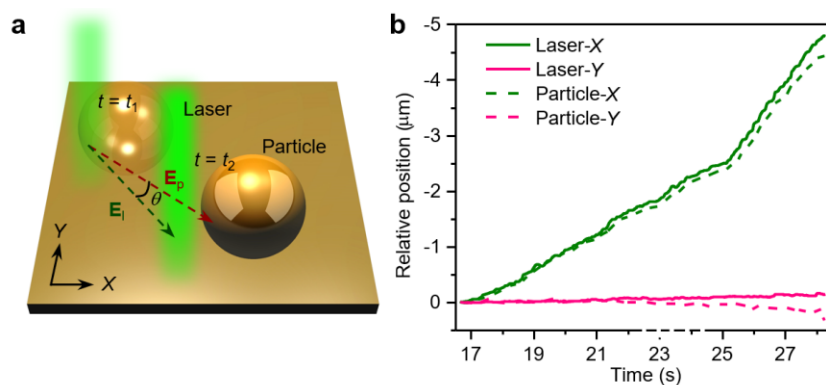 a
t = t₁
Laser
Particle
t = t₂
Eₚ
Eₗ
θ
Y
X
b
Relative position (μm)
-5
-4
-3
-2
-1
0
Laser-X
Laser-Y
Particle-X
Particle-Y
17 19 21 23 25 27
Time (s)